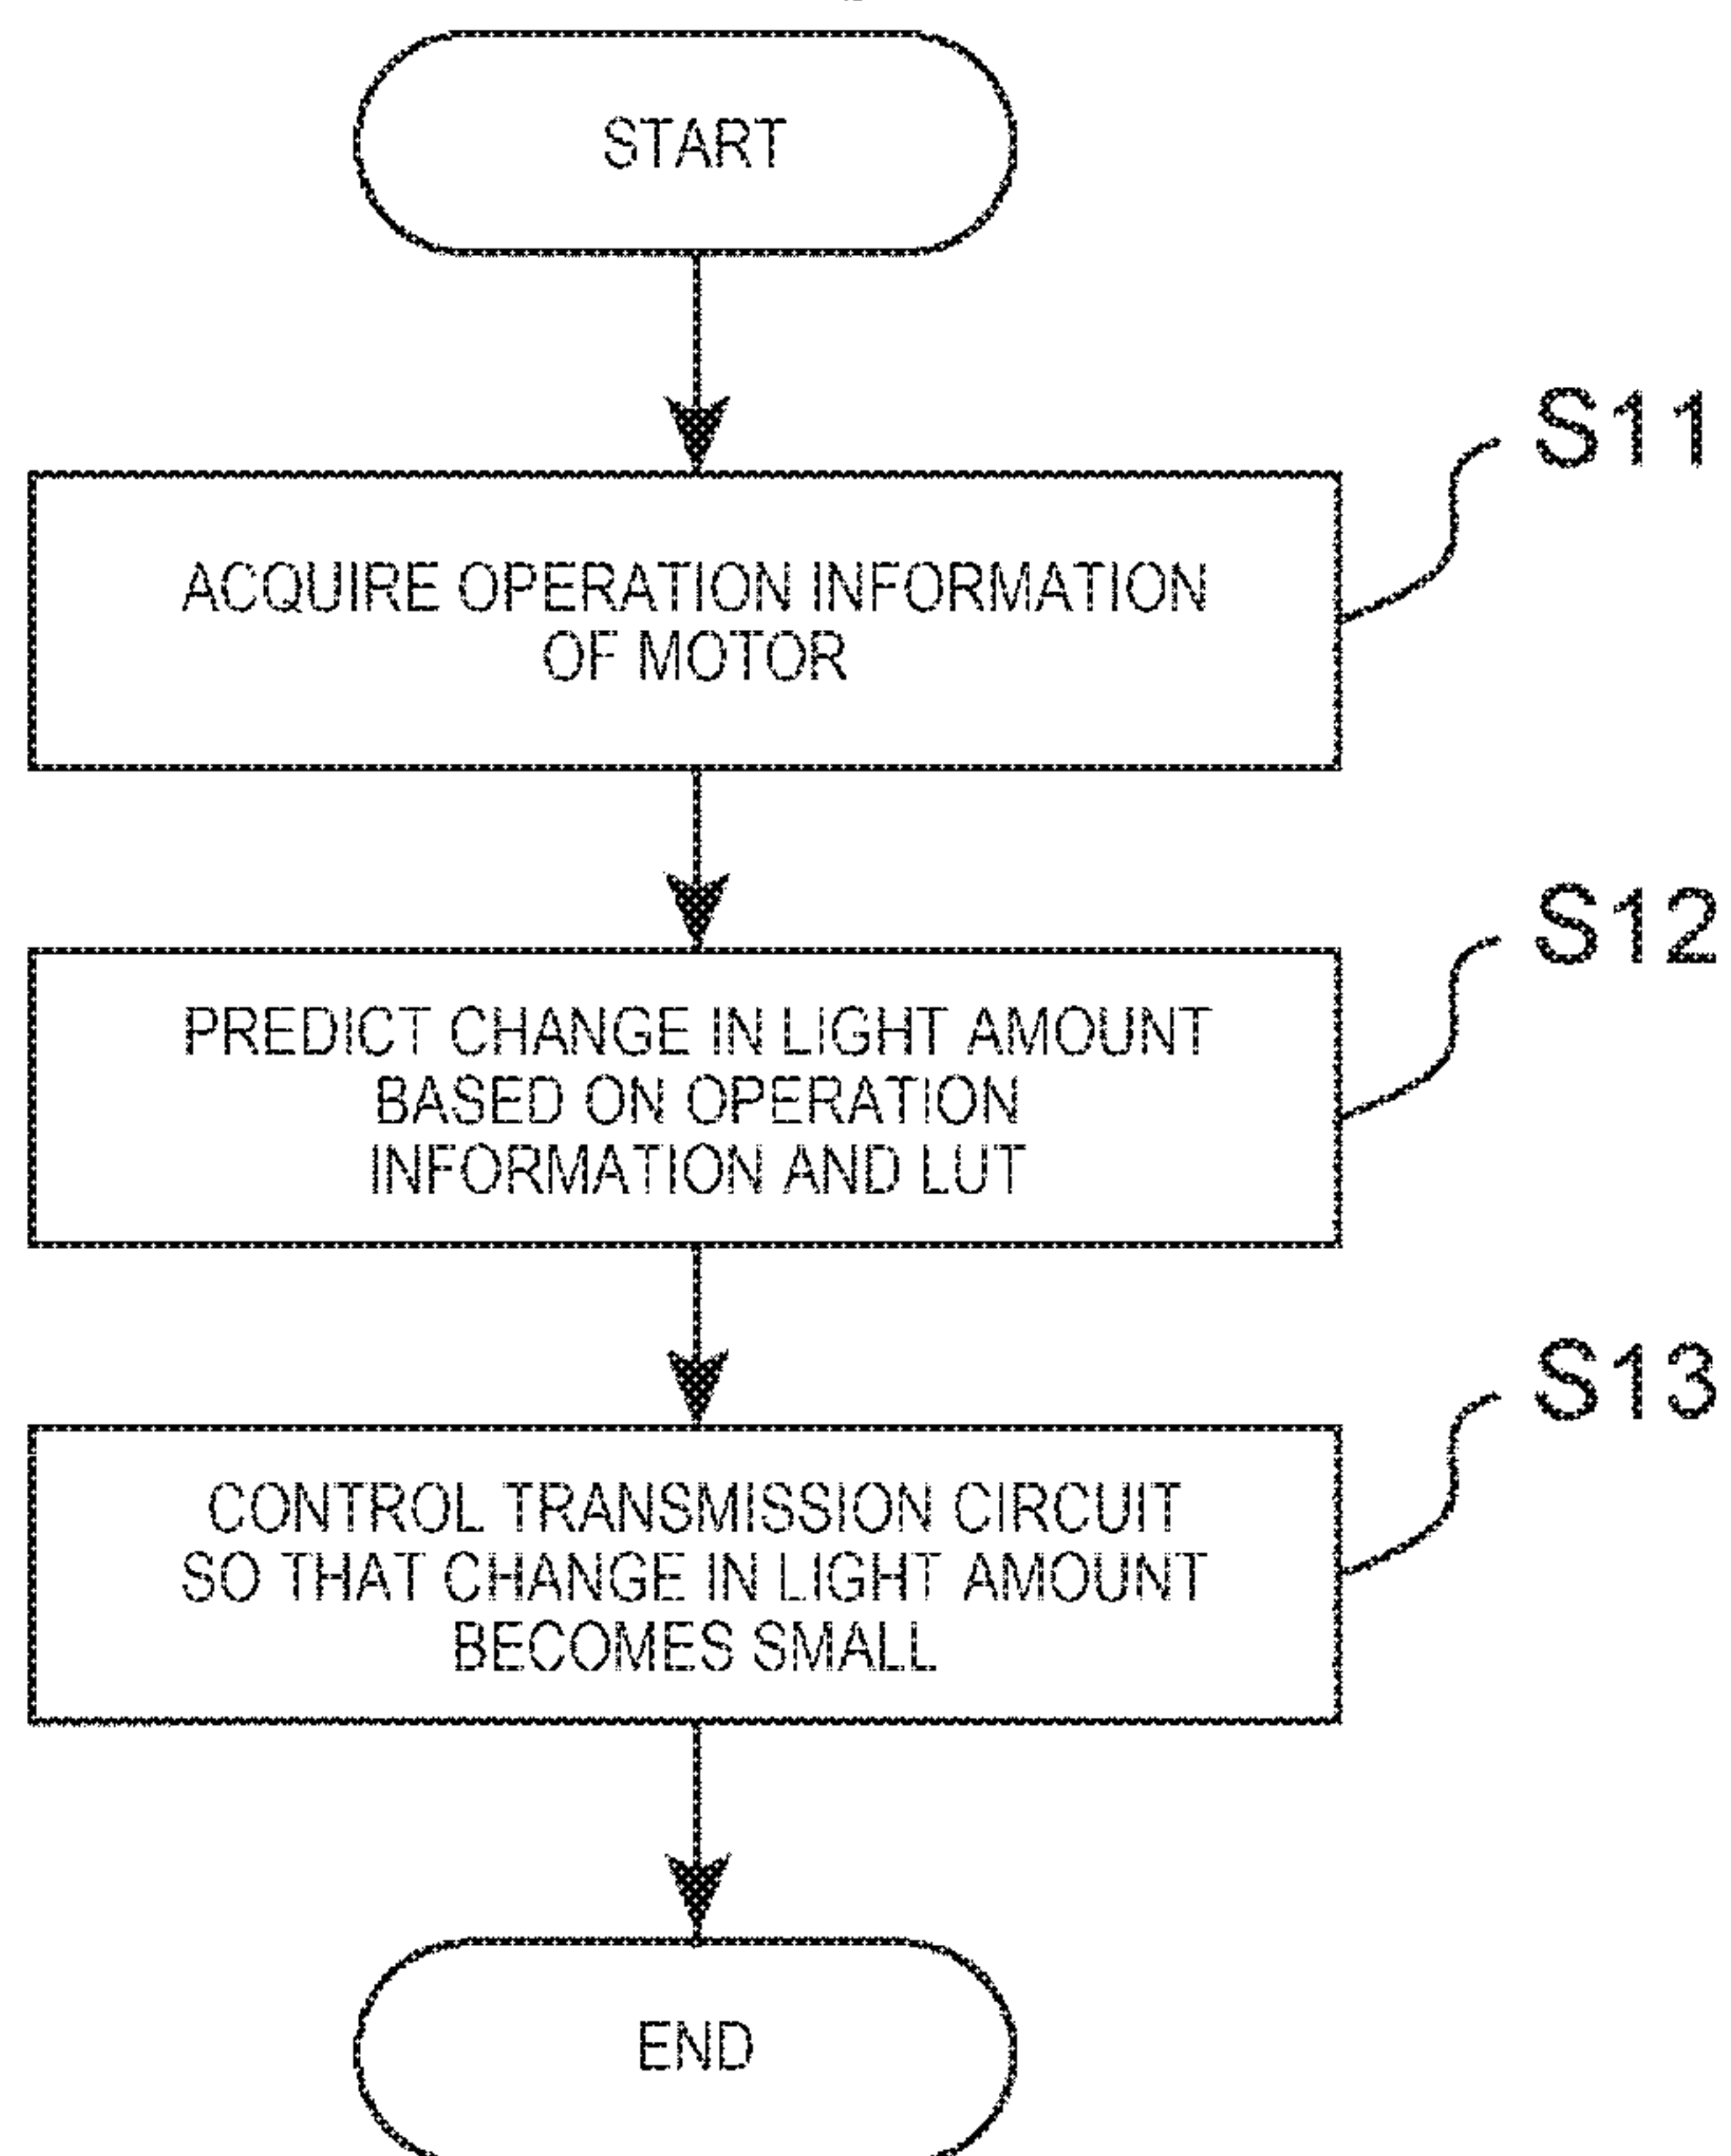 START
S11
ACQUIRE OPERATION INFORMATION
OF MOTOR
S12
PREDICT CHANGE IN LIGHT AMOUNT
BASED ON OPERATION
INFORMATION AND LUT
S13
CONTROL TRANSMISSION CIRCUIT
SO THAT CHANGE IN LIGHT AMOUNT
BECOMES SMALL
END